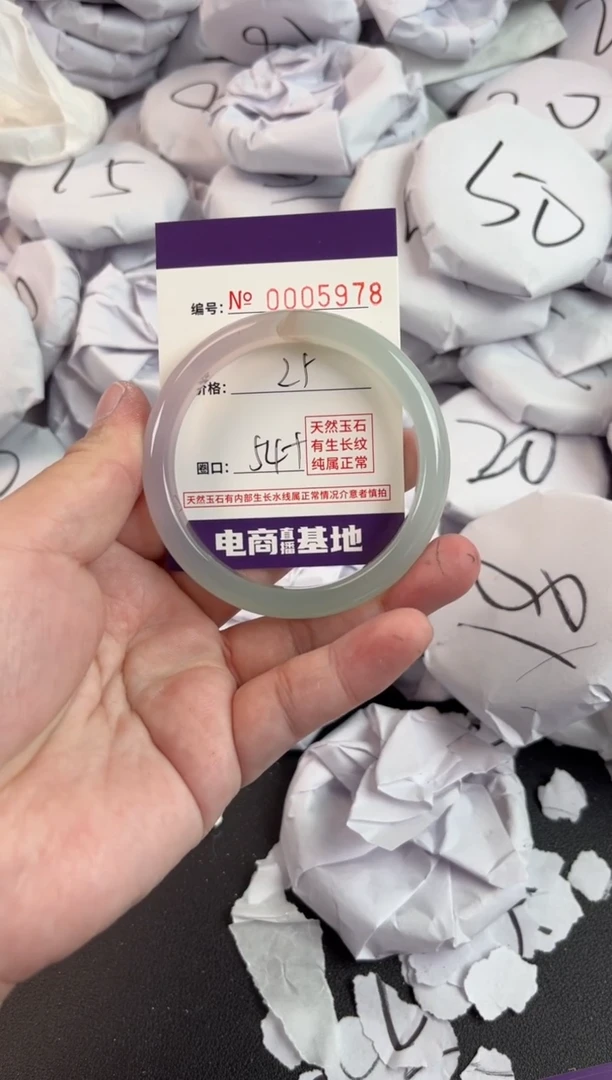 15
50
编号: № 0005978
价格: 25
圈口: 54+
天然玉石
有生长纹
纯属正常
天然玉石有内部生长水线属正常情况介意者慎拍
电商直播基地
20
20